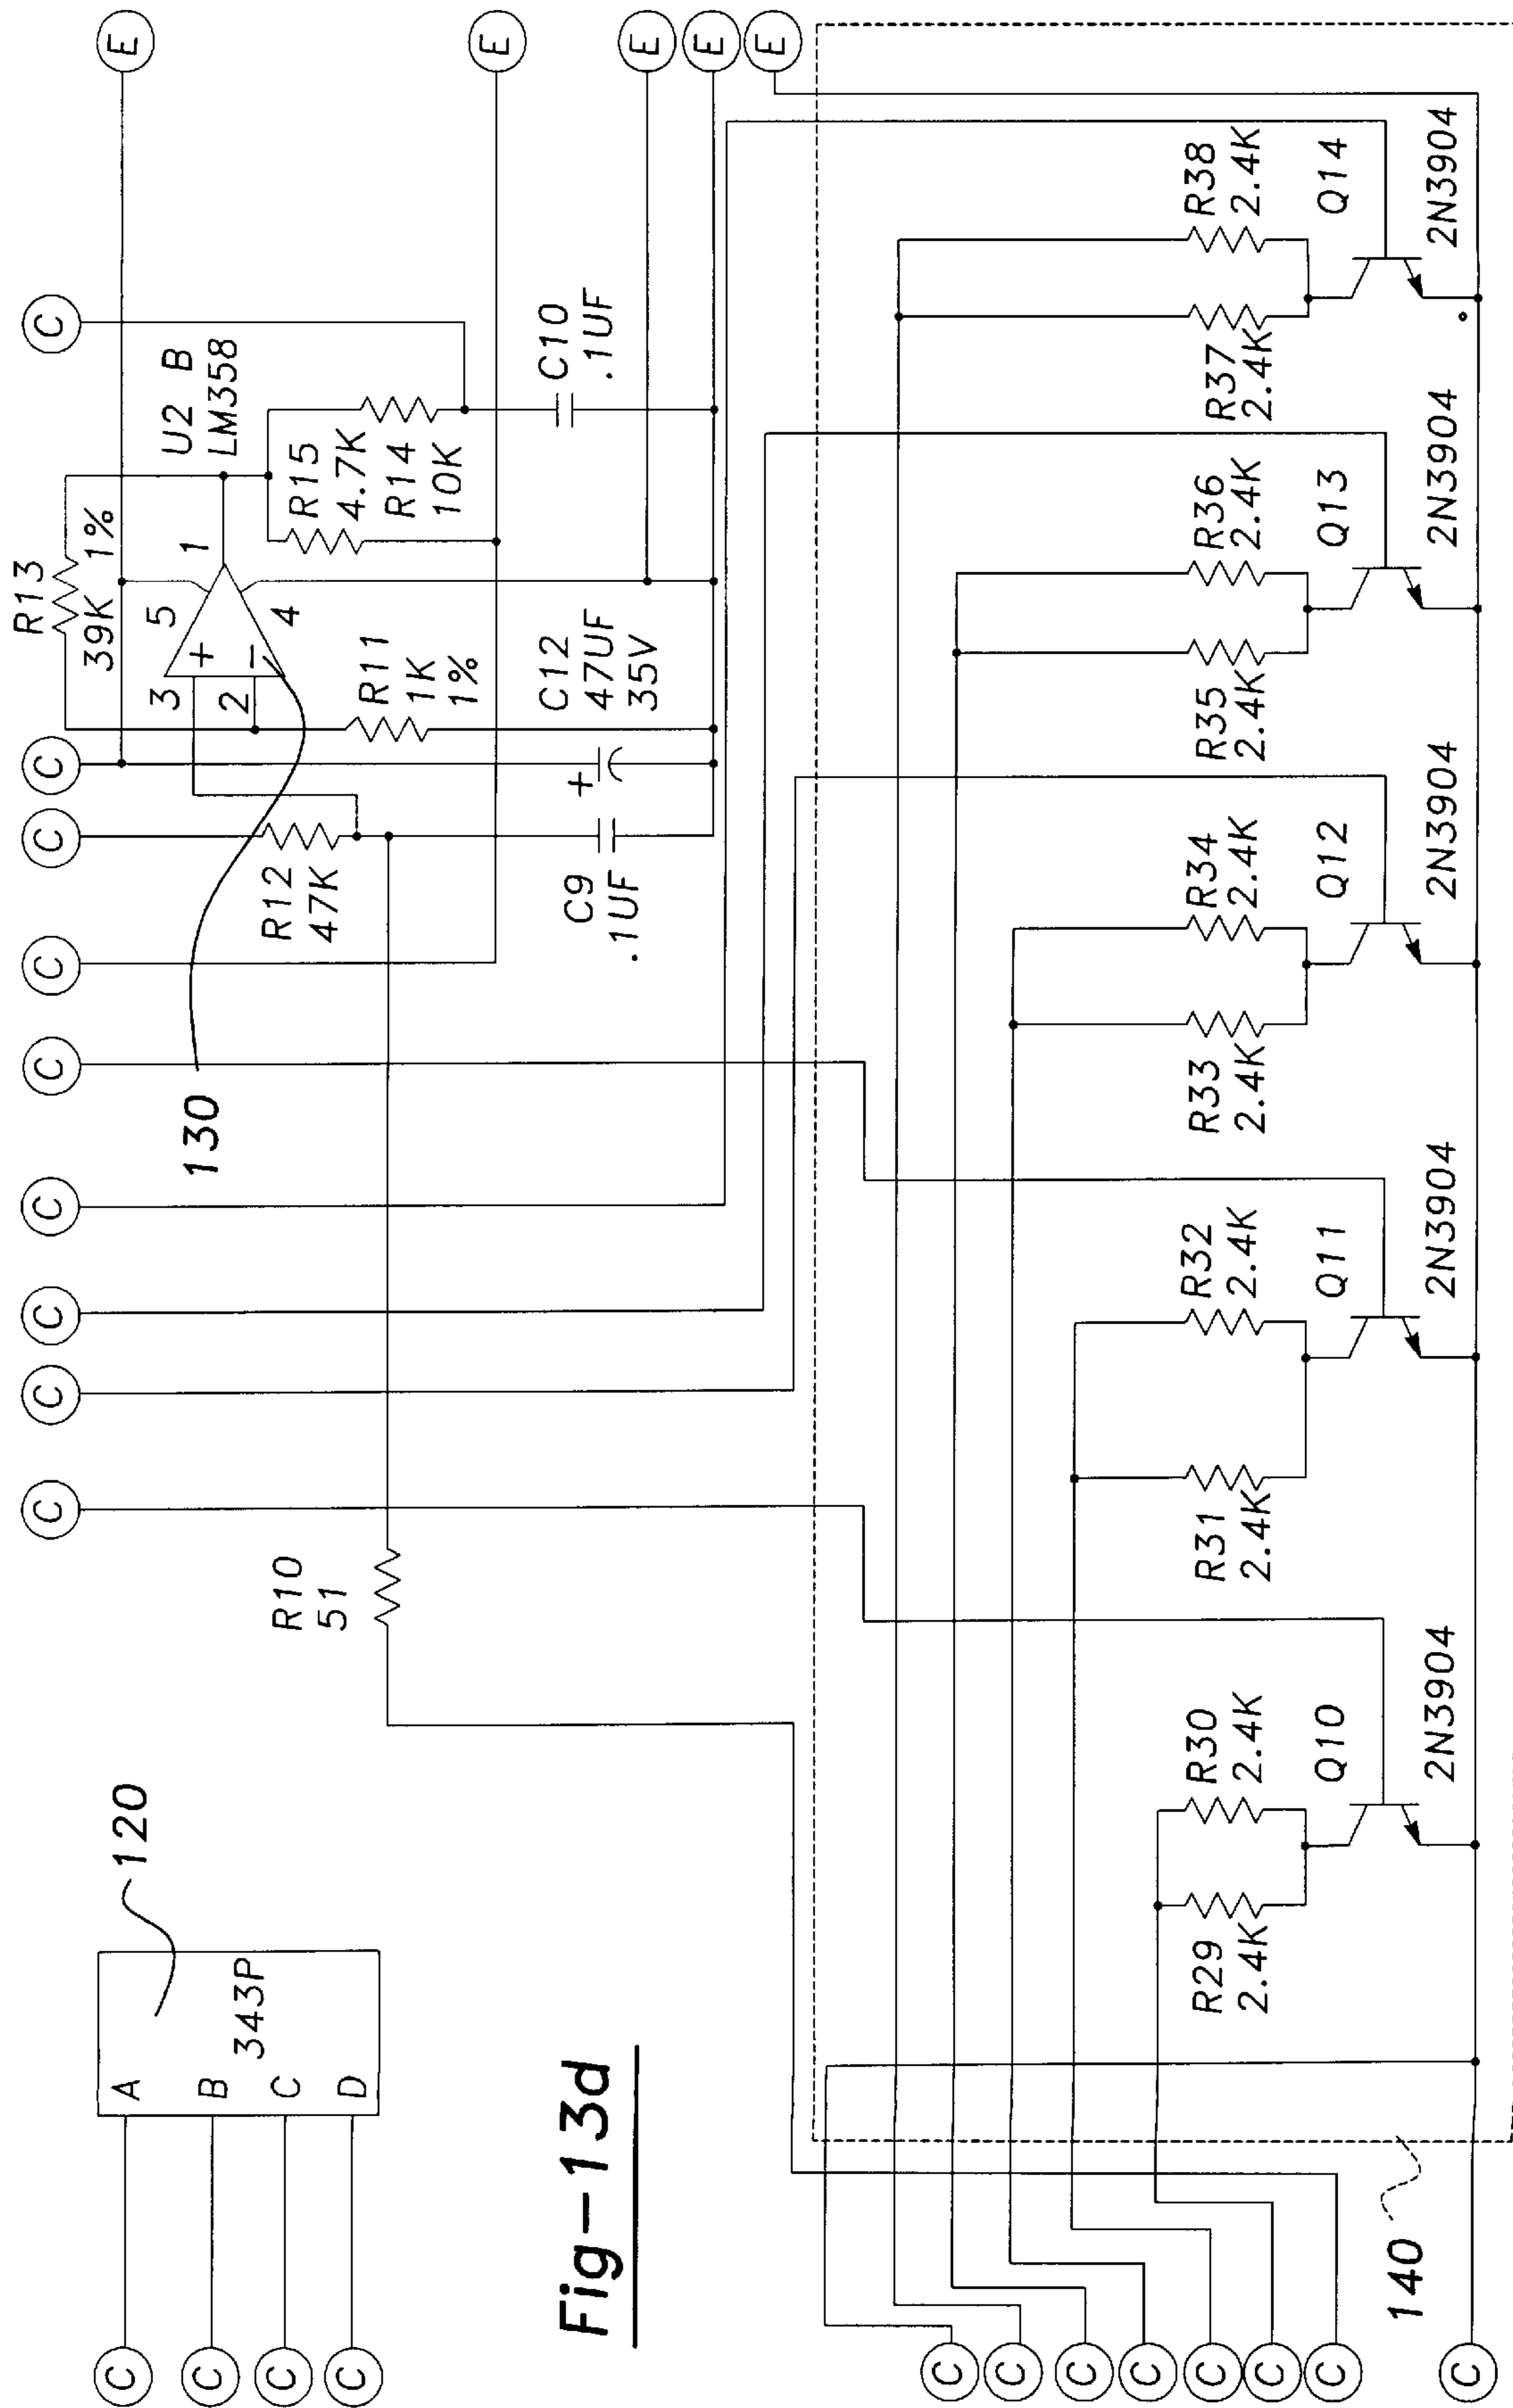 E
E
E
E
E
C
C
C
C
C
C
C
C
C
R13
39K 1%
3
2
5
4
1
+
−
U2 B
LM358
R15
4.7K
R14
10K
C10
.1UF
R11
1K
1%
C12
47UF
35V
+
R12
47K
C9
.1UF
130
R10
51
120
A
B
C
D
343P
C
C
C
C
Fig-13d
R38
2.4K
R37
2.4K
Q14
2N3904
R36
2.4K
R35
2.4K
Q13
2N3904
R34
2.4K
R33
2.4K
Q12
2N3904
R32
2.4K
R31
2.4K
Q11
2N3904
R30
2.4K
R29
2.4K
Q10
2N3904
140
C
C
C
C
C
C
C
C